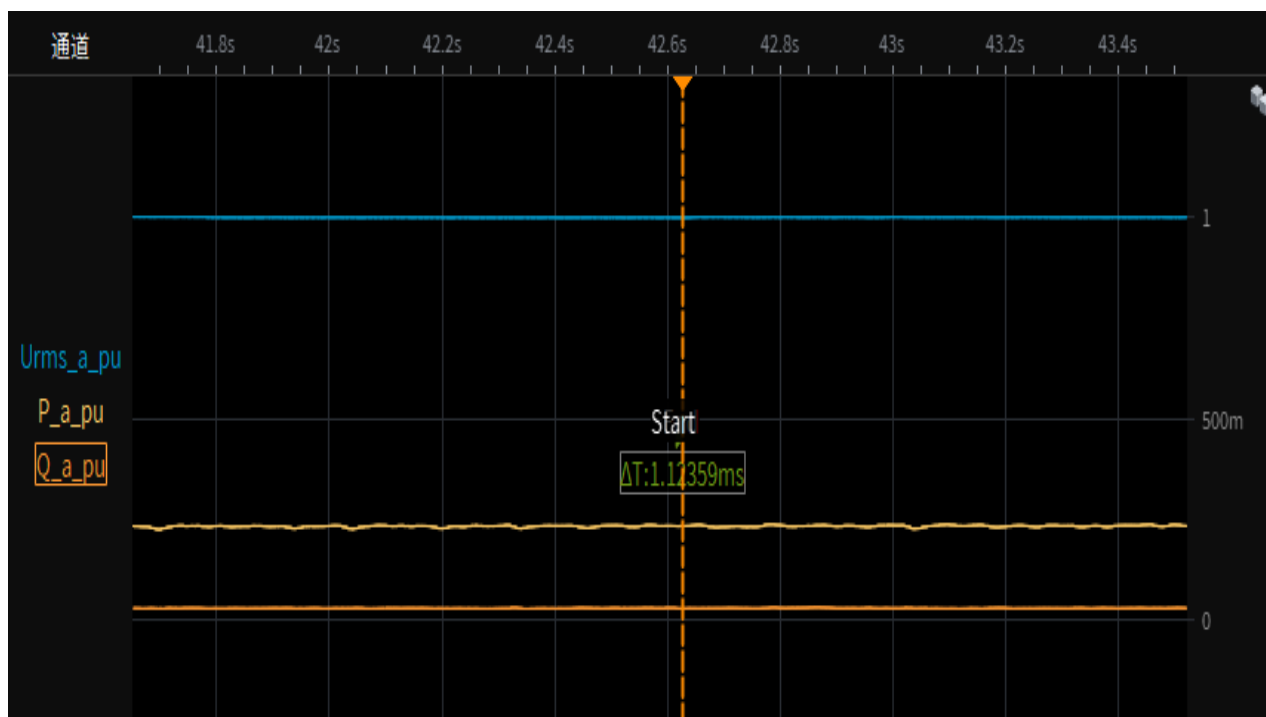 通道 41.8s 42s 42.2s 42.4s 42.6s 42.8s 43s 43.2s 43.4s
1
Urms_a_pu
P_a_pu
Start
500m
Q_a_pu
ΔT:1.12359ms
0